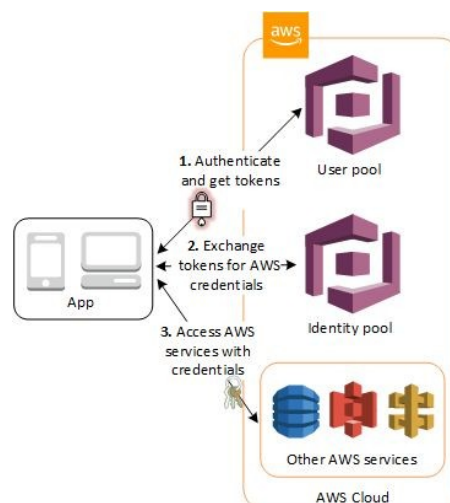 aws
1. Authenticate
and get tokens
User pool
2. Exchange
tokens for AWS
credentials
App
Identity pool
3. Access AWS
services with
credentials
Other AWS services
AWS Cloud